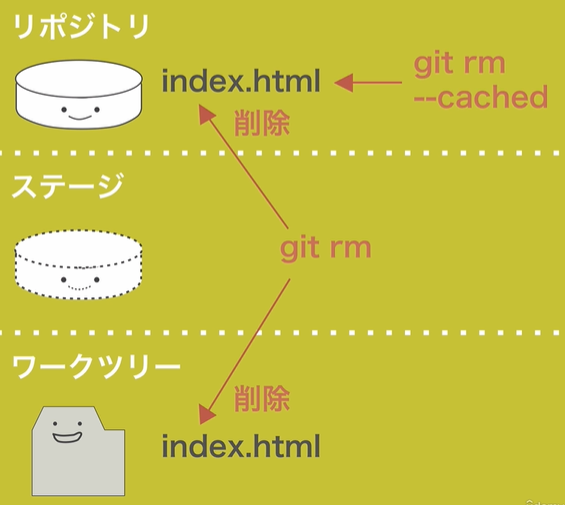 リポジトリ
index.html
git rm
--cached
削除
ステージ
git rm
ワークツリー
削除
index.html